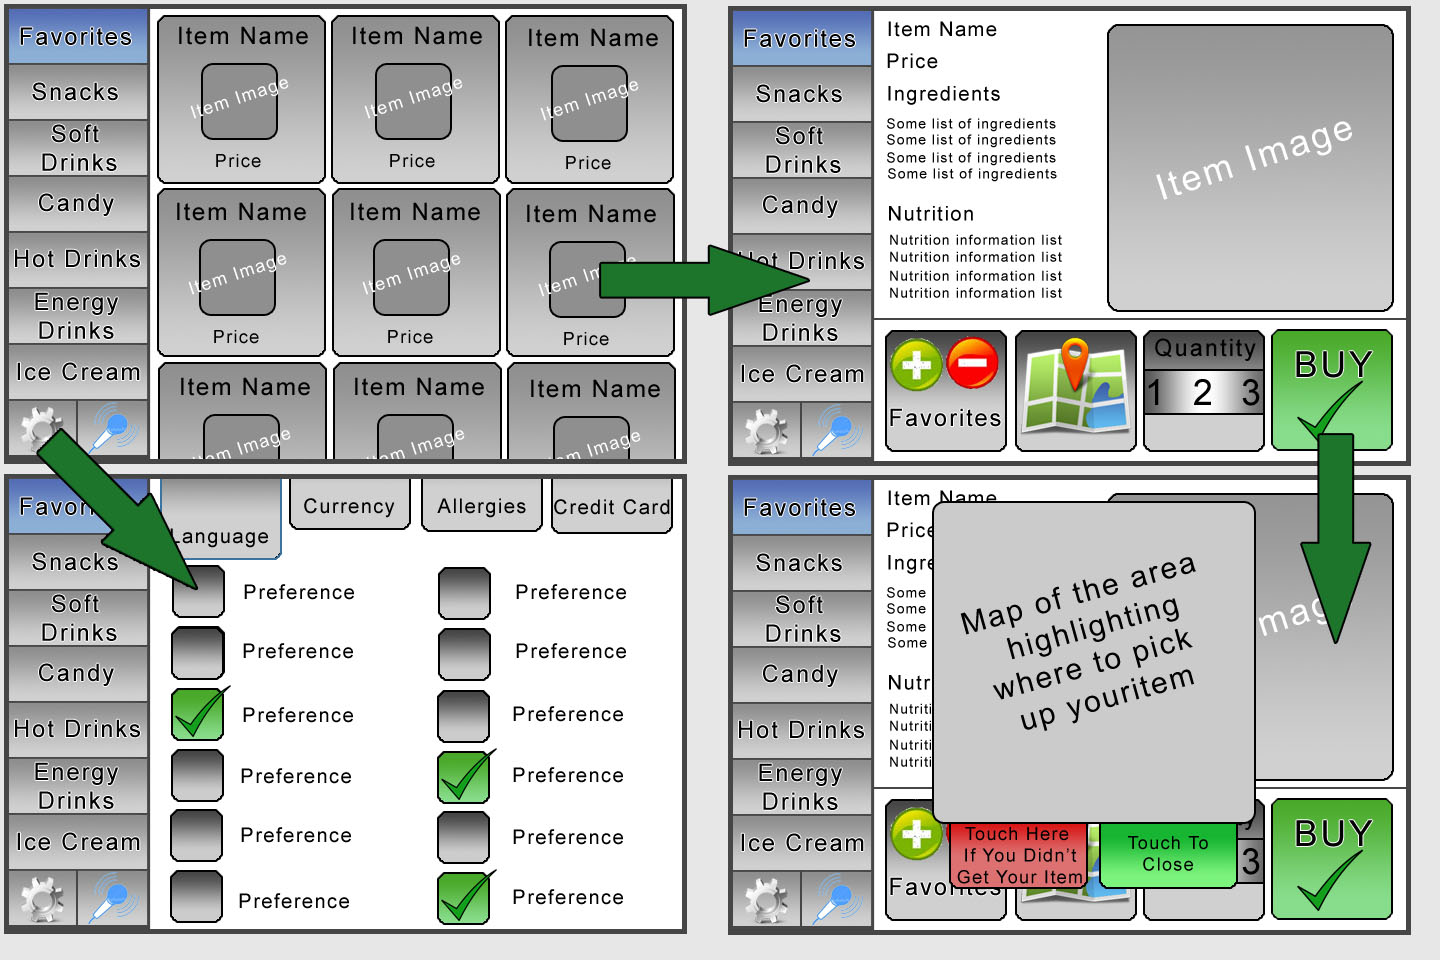 Favorites
Snacks
Soft
Drinks
Candy
Hot Drinks
Energy
Drinks
Ice Cream
Item Name
Item Image
Price
Item Name
Item Image
Price
Item Name
Item Image
Price
Item Name
Item Image
Price
Item Name
Item Image
Price
Item Name
Item Image
Price
Item Name
Item Image
Item Name
Item Image
Item Name
Item Image
Favorites
Snacks
Soft
Drinks
Candy
Hot Drinks
Energy
Drinks
Ice Cream
Item Name
Price
Ingredients
Some list of ingredients
Some list of ingredients
Some list of ingredients
Some list of ingredients
Nutrition
Nutrition information list
Nutrition information list
Nutrition information list
Nutrition information list
Item Image
Favorites
Quantity
1 2 3
BUY
Favor
Snacks
Soft
Drinks
Candy
Hot Drinks
Energy
Drinks
Ice Cream
Language
Currency
Allergies
Credit Card
Preference
Preference
Preference
Preference
Preference
Preference
Preference
Preference
Preference
Preference
Preference
Preference
Favorites
Snacks
Soft
Drinks
Candy
Hot Drinks
Energy
Drinks
Ice Cream
Item Name
Price
Ingre
Some
Some
Some
Some
Nutr
Nutriti
Nutriti
Nutriti
Nutriti
mag
Map of the area
highlighting
where to pick
up youritem
Touch Here
If You Didn't
Get Your Item
Touch To
Close
Favorites
y
3
BUY